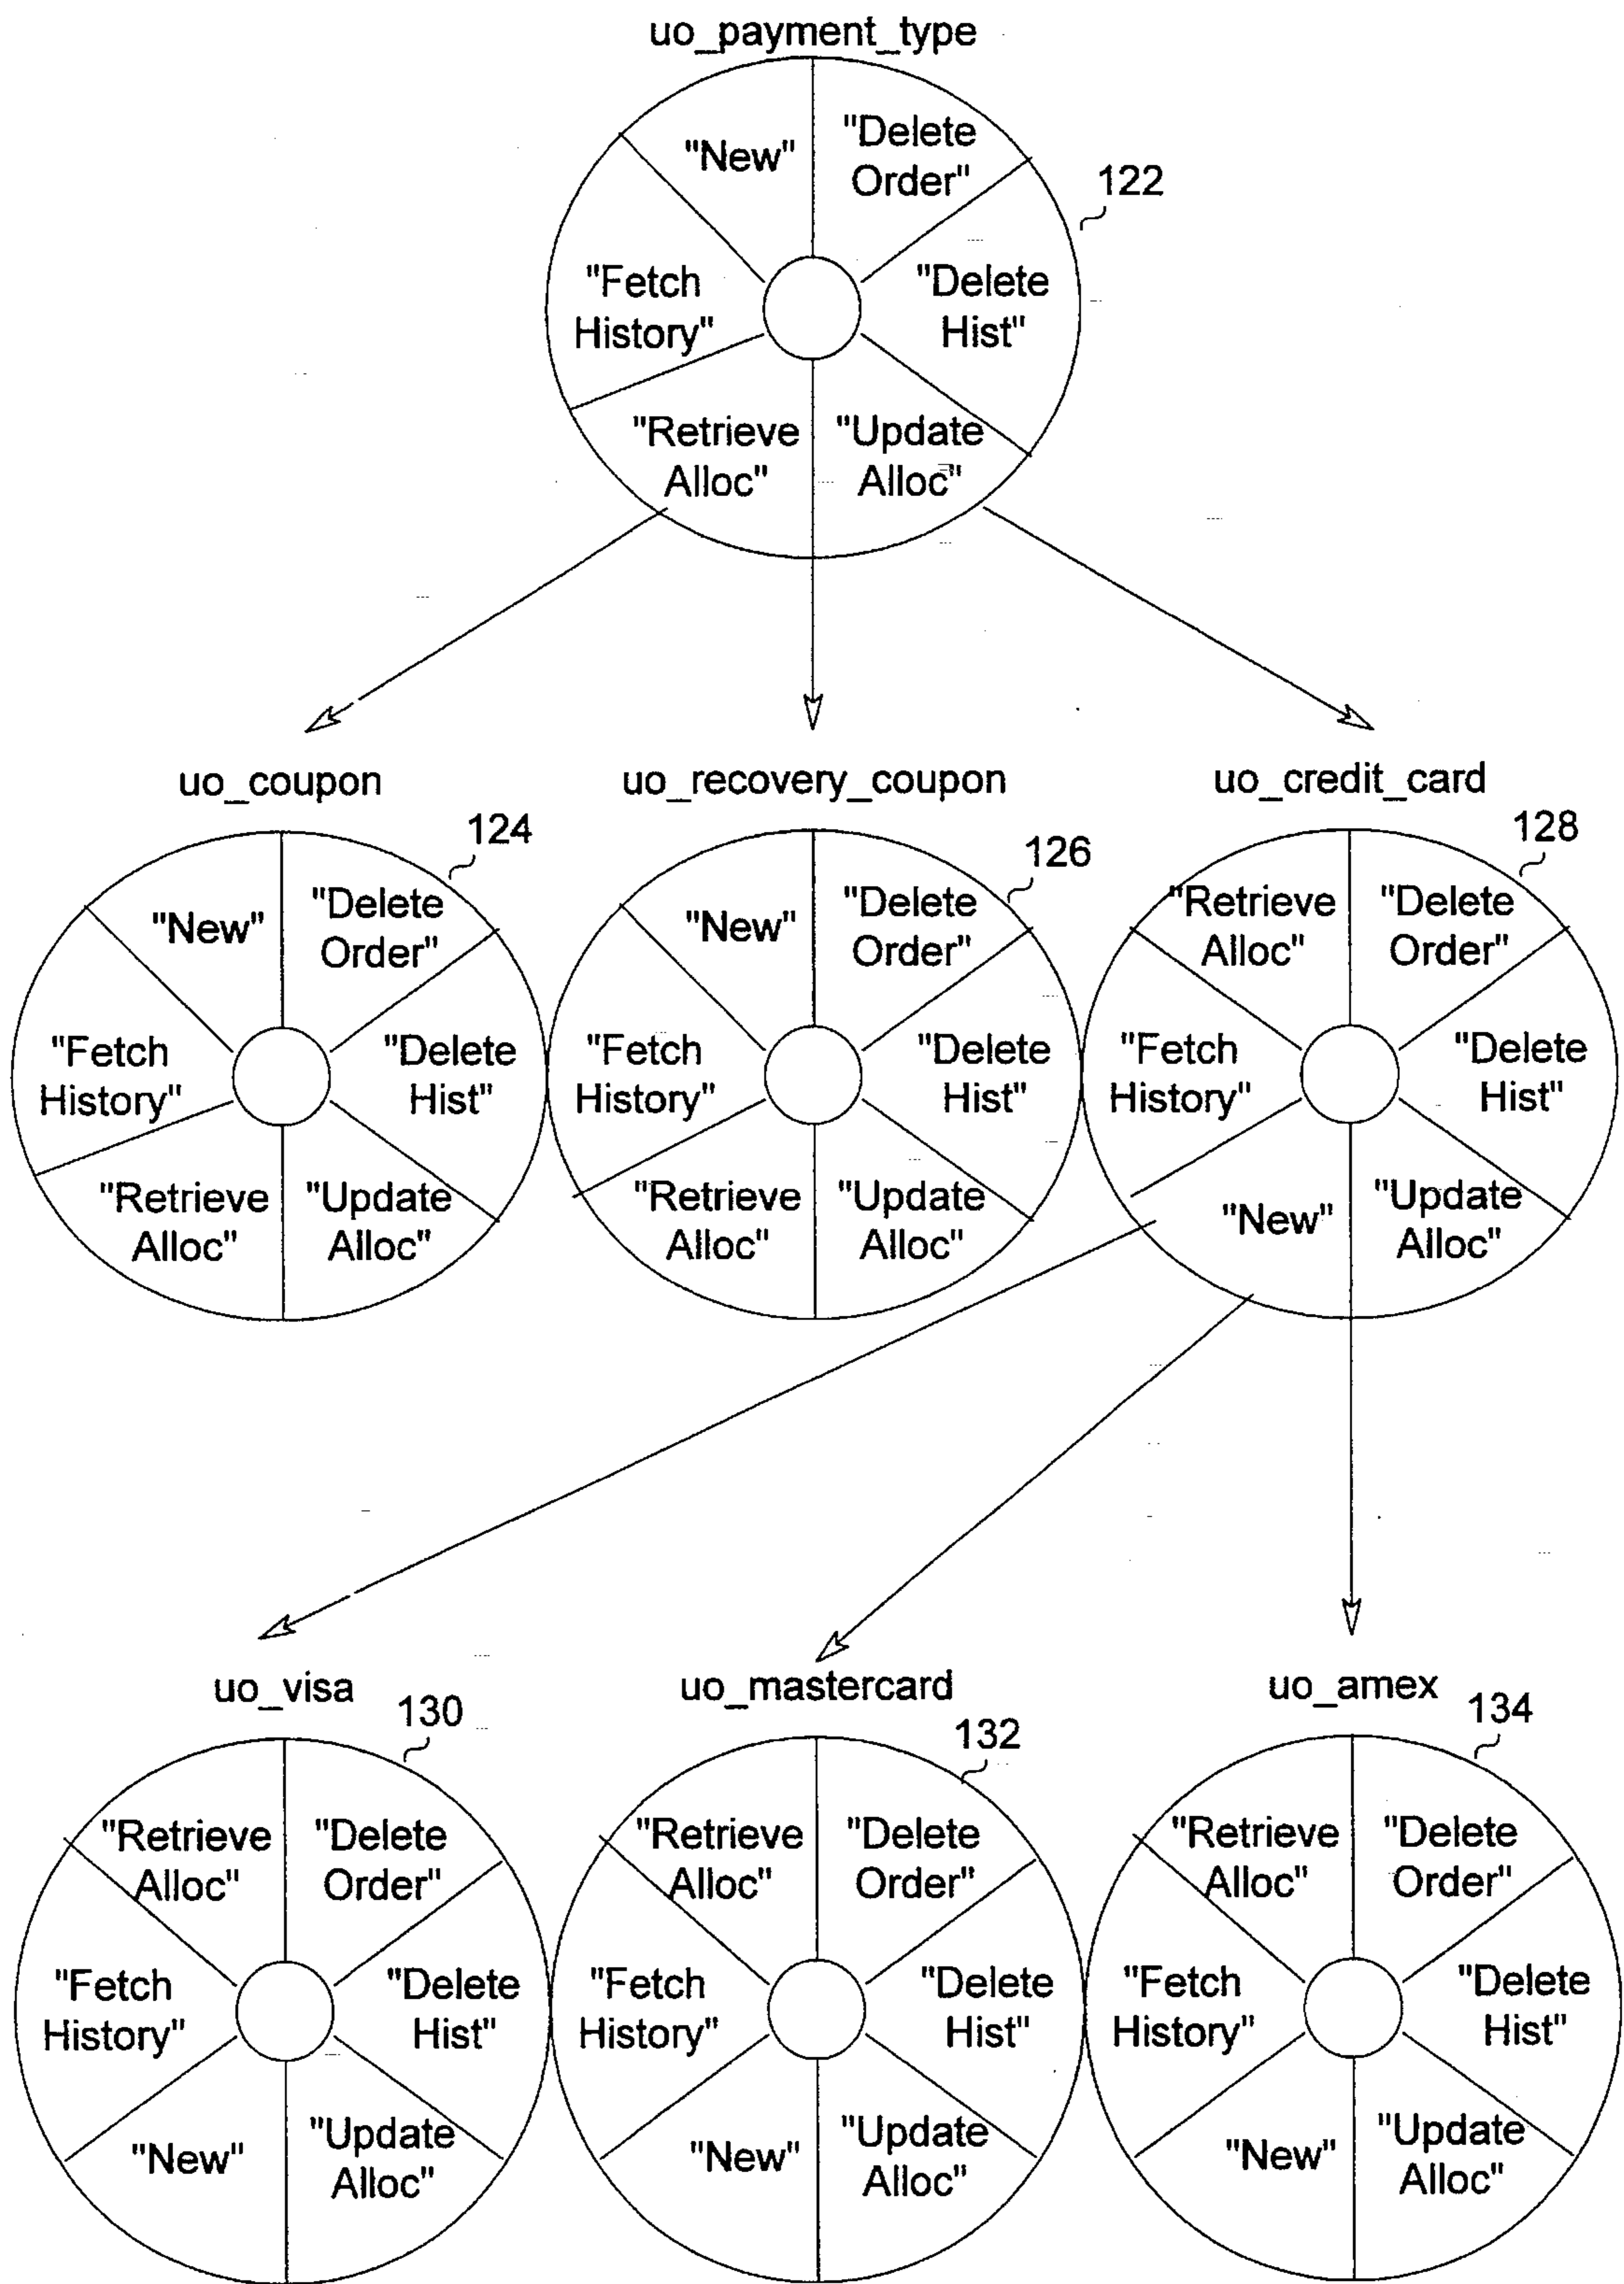 uo_payment_type
"New"
"Delete
Order"
122
"Fetch
History"
"Delete
Hist"
"Retrieve
Alloc"
"Update
Alloc"
uo_coupon
uo_recovery_coupon
uo_credit_card
124
"New"
"Delete
Order"
"Fetch
History"
"Delete
Hist"
"Retrieve
Alloc"
"Update
Alloc"
126
"New"
"Delete
Order"
"Fetch
History"
"Delete
Hist"
"Retrieve
Alloc"
"Update
Alloc"
128
"Retrieve
Alloc"
"Delete
Order"
"Fetch
History"
"Delete
Hist"
"New"
"Update
Alloc"
uo_visa
130
"Retrieve
Alloc"
"Delete
Order"
"Fetch
History"
"Delete
Hist"
"New"
"Update
Alloc"
uo_mastercard
132
"Retrieve
Alloc"
"Delete
Order"
"Fetch
History"
"Delete
Hist"
"New"
"Update
Alloc"
uo_amex
134
"Retrieve
Alloc"
"Delete
Order"
"Fetch
History"
"Delete
Hist"
"New"
"Update
Alloc"